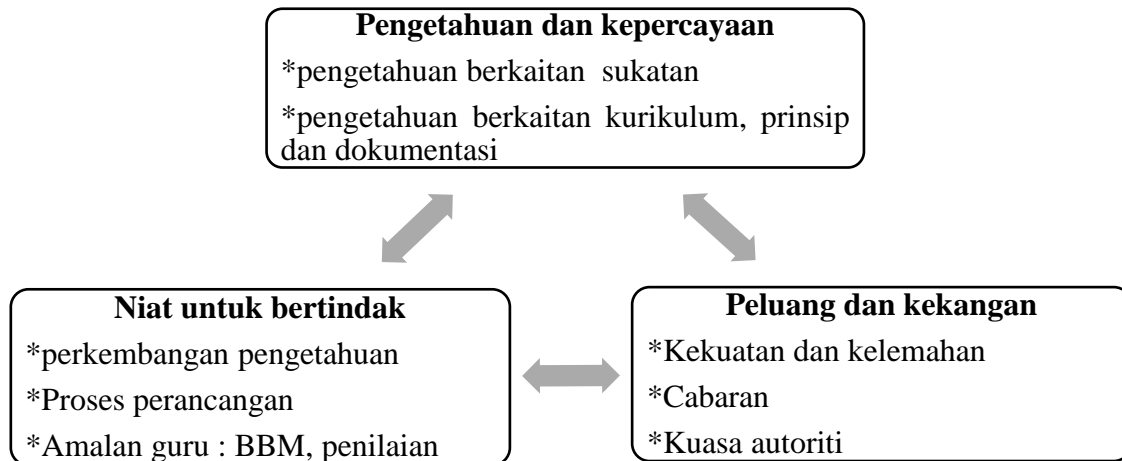 Pengetahuan dan kepercayaan
*pengetahuan berkaitan sukatan
*pengetahuan berkaitan kurikulum, prinsip
dan dokumentasi
Niat untuk bertindak
*perkembangan pengetahuan
*Proses perancangan
*Amalan guru : BBM, penilaian
Peluang dan kekangan
*Kekuatan dan kelemahan
*Cabaran
*Kuasa autoriti